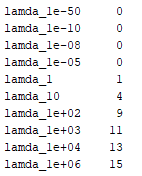 lamda_1e-50 0
lamda_1e-10 0
lamda_1e-08 0
lamda_1e-05 0
lamda_1 1
lamda_10 4
lamda_1e+02 9
lamda_1e+03 11
lamda_1e+04 13
lamda_1e+06 15